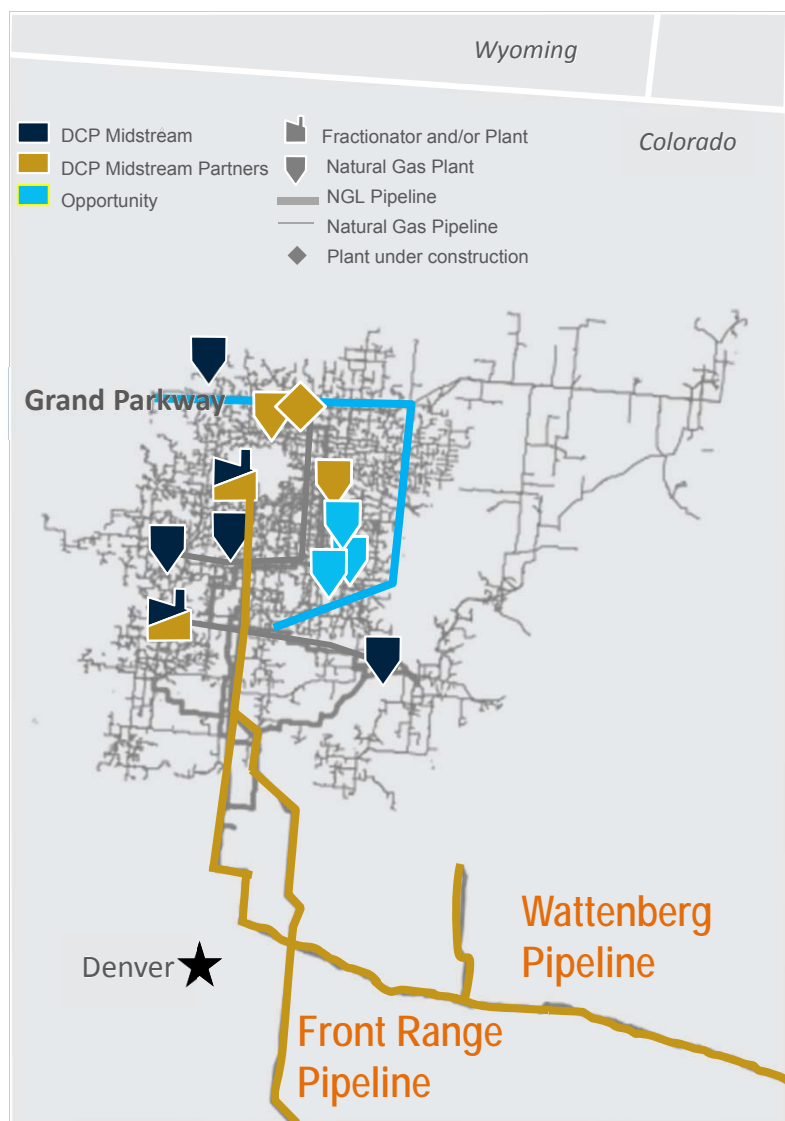 Wyoming
Colorado
DCP Midstream
DCP Midstream Partners
Opportunity
Fractionator and/or Plant
Natural Gas Plant
NGL Pipeline
Natural Gas Pipeline
Plant under construction
Grand Parkway
Wattenberg
Pipeline
Denver
Front Range
Pipeline